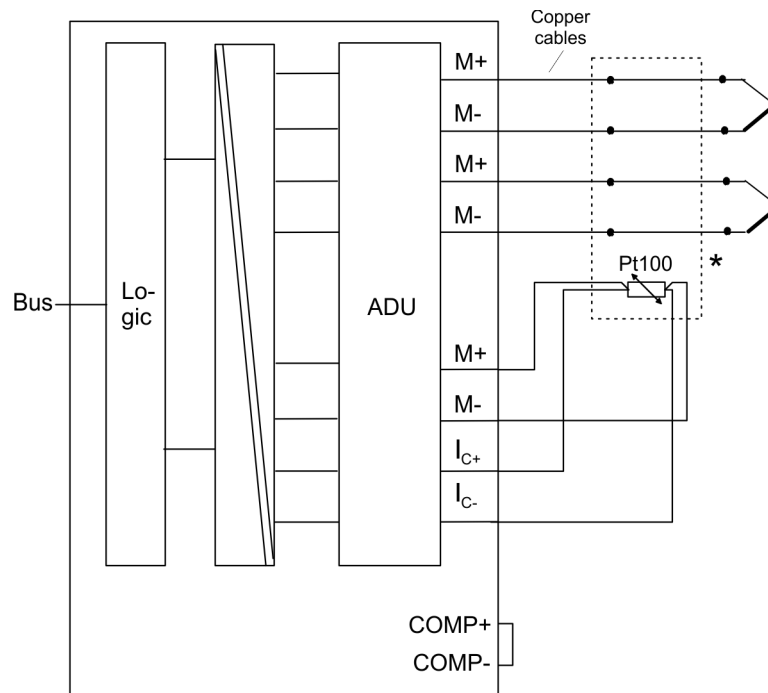 Copper
cables
M+
M-
M+
M-
*
Pt100
Bus
Lo-
gic
ADU
M+
M-
IC+
IC-
COMP+
COMP-